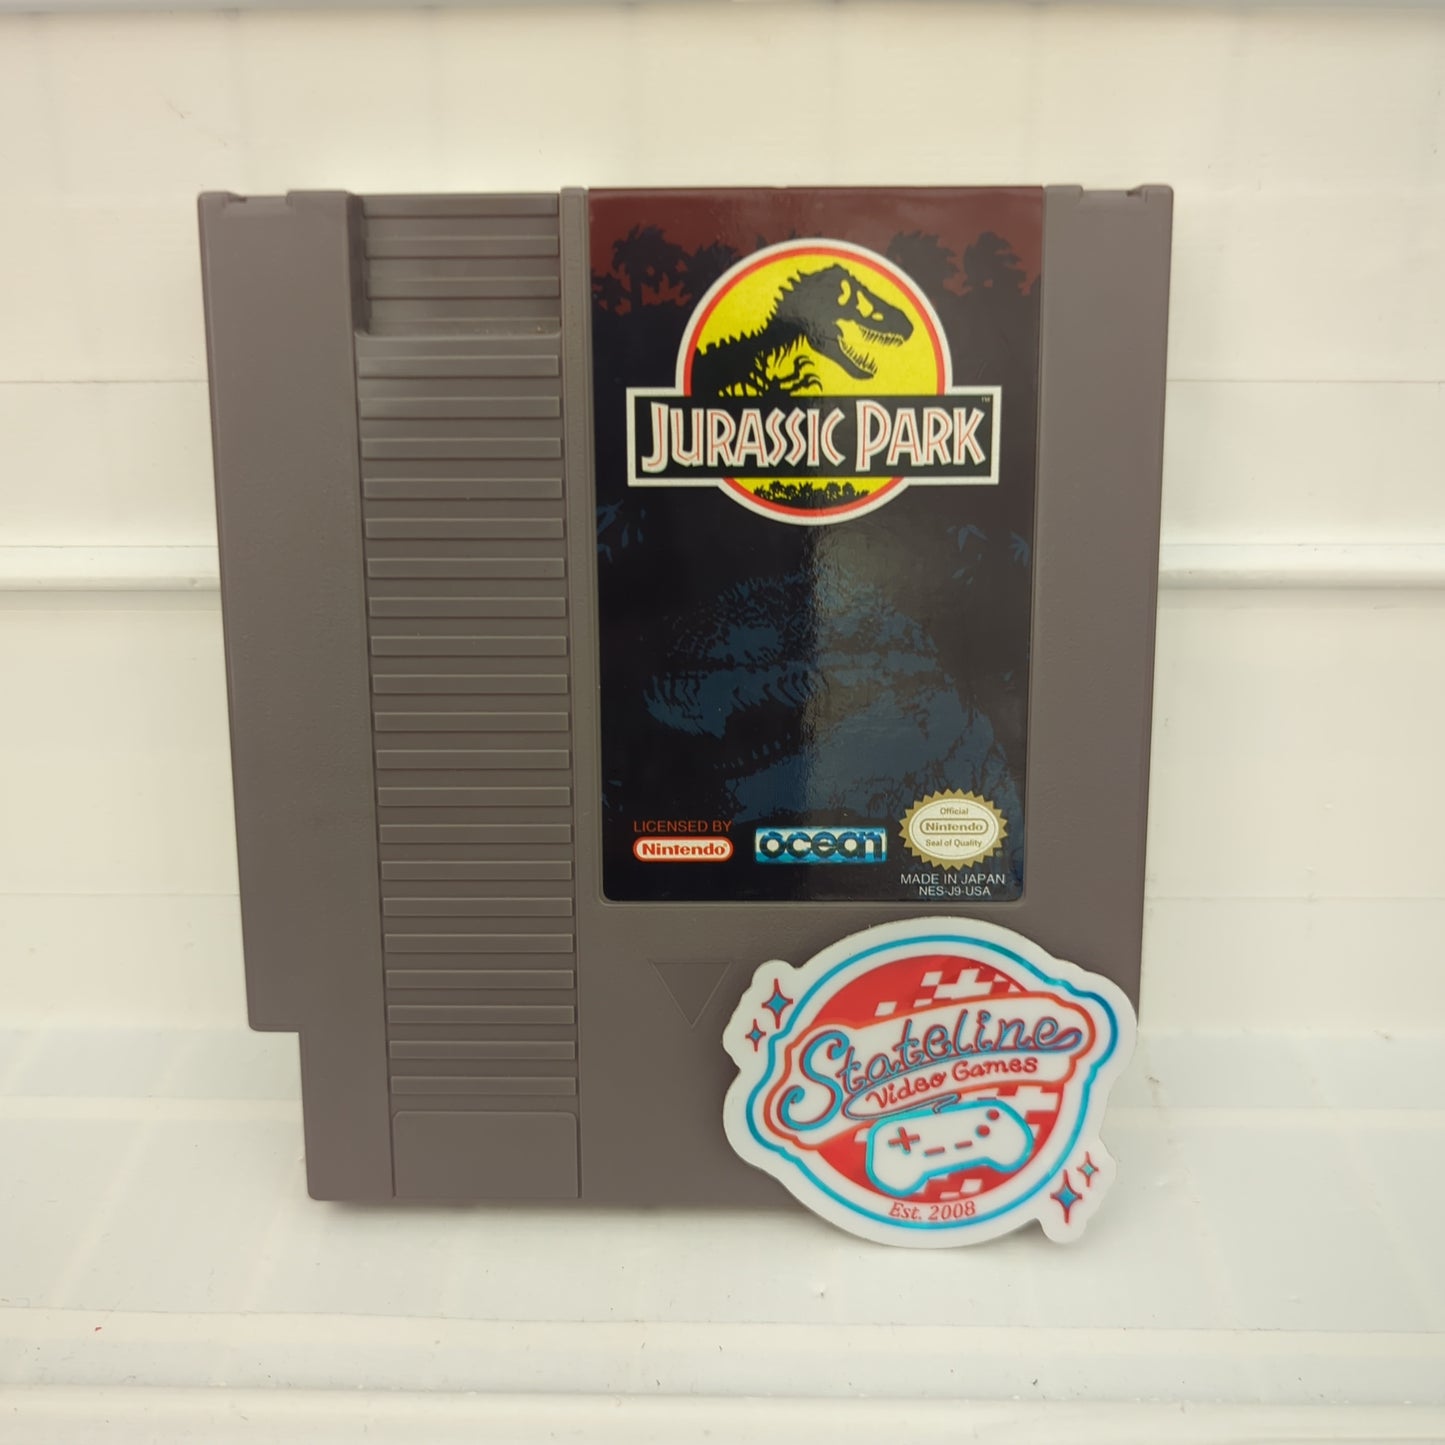 JURASSIC PARK™
LICENSED BY
Nintendo®
ocean
Official
Nintendo
Seal of Quality
MADE IN JAPAN
NES-J9-USA
Stateline
Video Games
Est. 2008